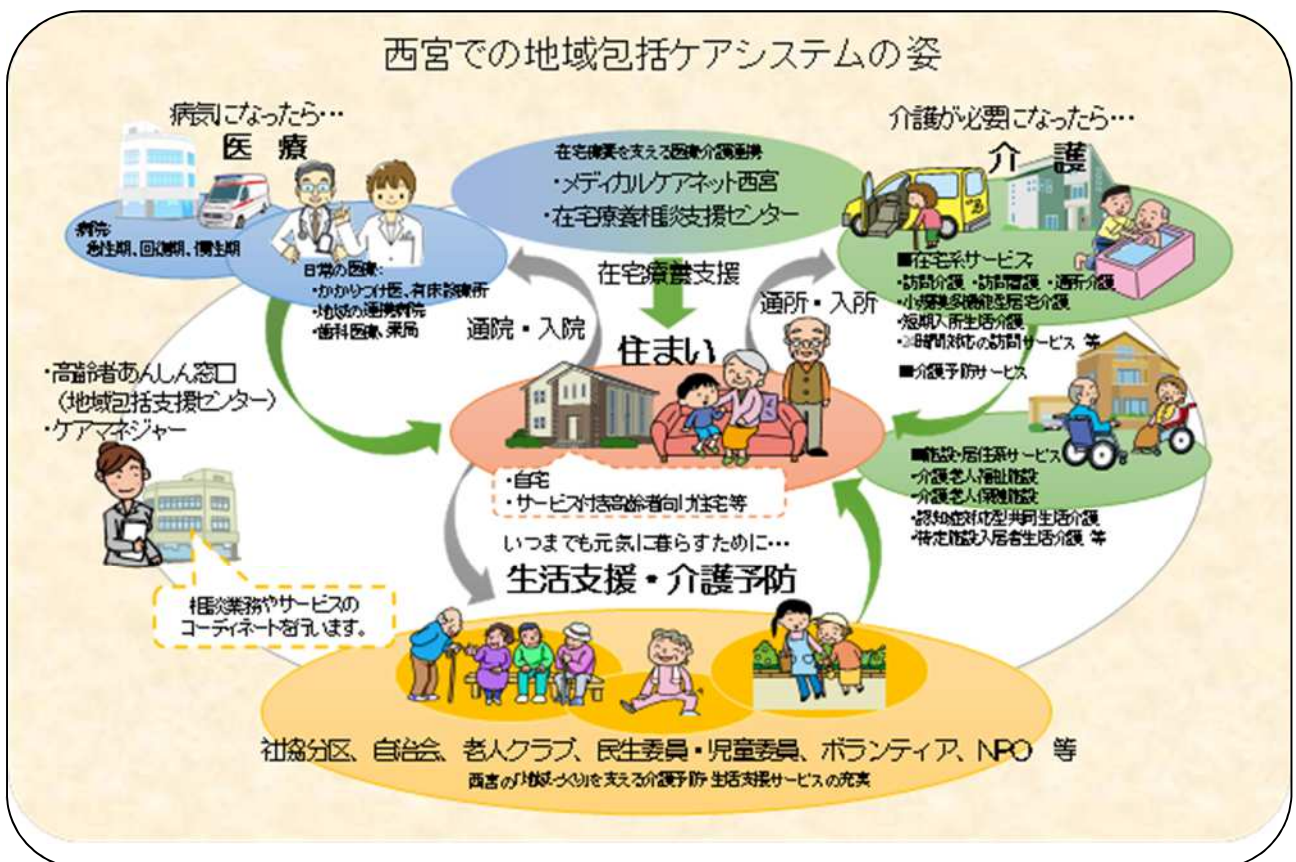 西宮での地域包括ケアシステムの姿
病気になったら…
医療
病院:
急性期、回復期、慢性期
日常の医療:
・かかりつけ医、有床診療所
・地域の連携病院
・歯科医療、薬局
在宅療養を支える医療介護連携
・メディカルケアネット西宮
・在宅療養相談支援センター
在宅療養支援
通院・入院
通所・入所
介護が必要になったら…
介護
■在宅系サービス
・訪問介護・訪問看護・通所介護
・小規模多機能型居宅介護
・短期入所生活介護
・24時間対応の訪問サービス 等
■介護予防サービス
■施設・居住系サービス
・介護老人福祉施設
・介護老人保健施設
・認知症対応型共同生活介護
・特定施設入居者生活介護 等
住まい
・自宅
・サービス付き高齢者向け住宅等
・高齢者あんしん窓口
(地域包括支援センター)
・ケアマネジャー
相談業務やサービスの
コーディネートを行います。
いつまでも元気に暮らすために…
生活支援・介護予防
社協分区、自治会、老人クラブ、民生委員・児童委員、ボランティア、NPO 等
西宮の「地域づくり」を支える介護予防・生活支援サービスの充実